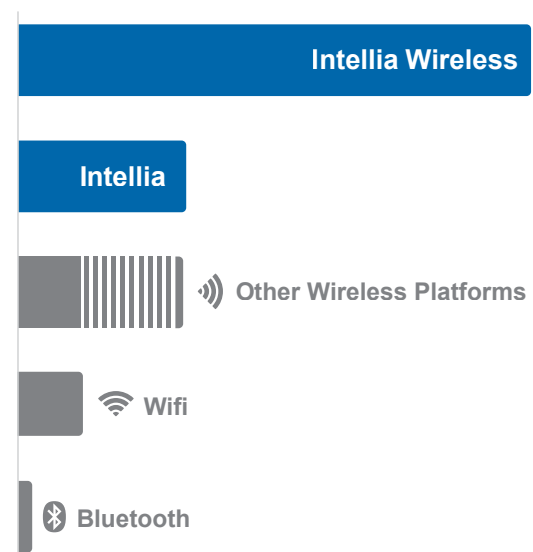 Intellia Wireless
Intellia
Other Wireless Platforms
Wifi
Bluetooth